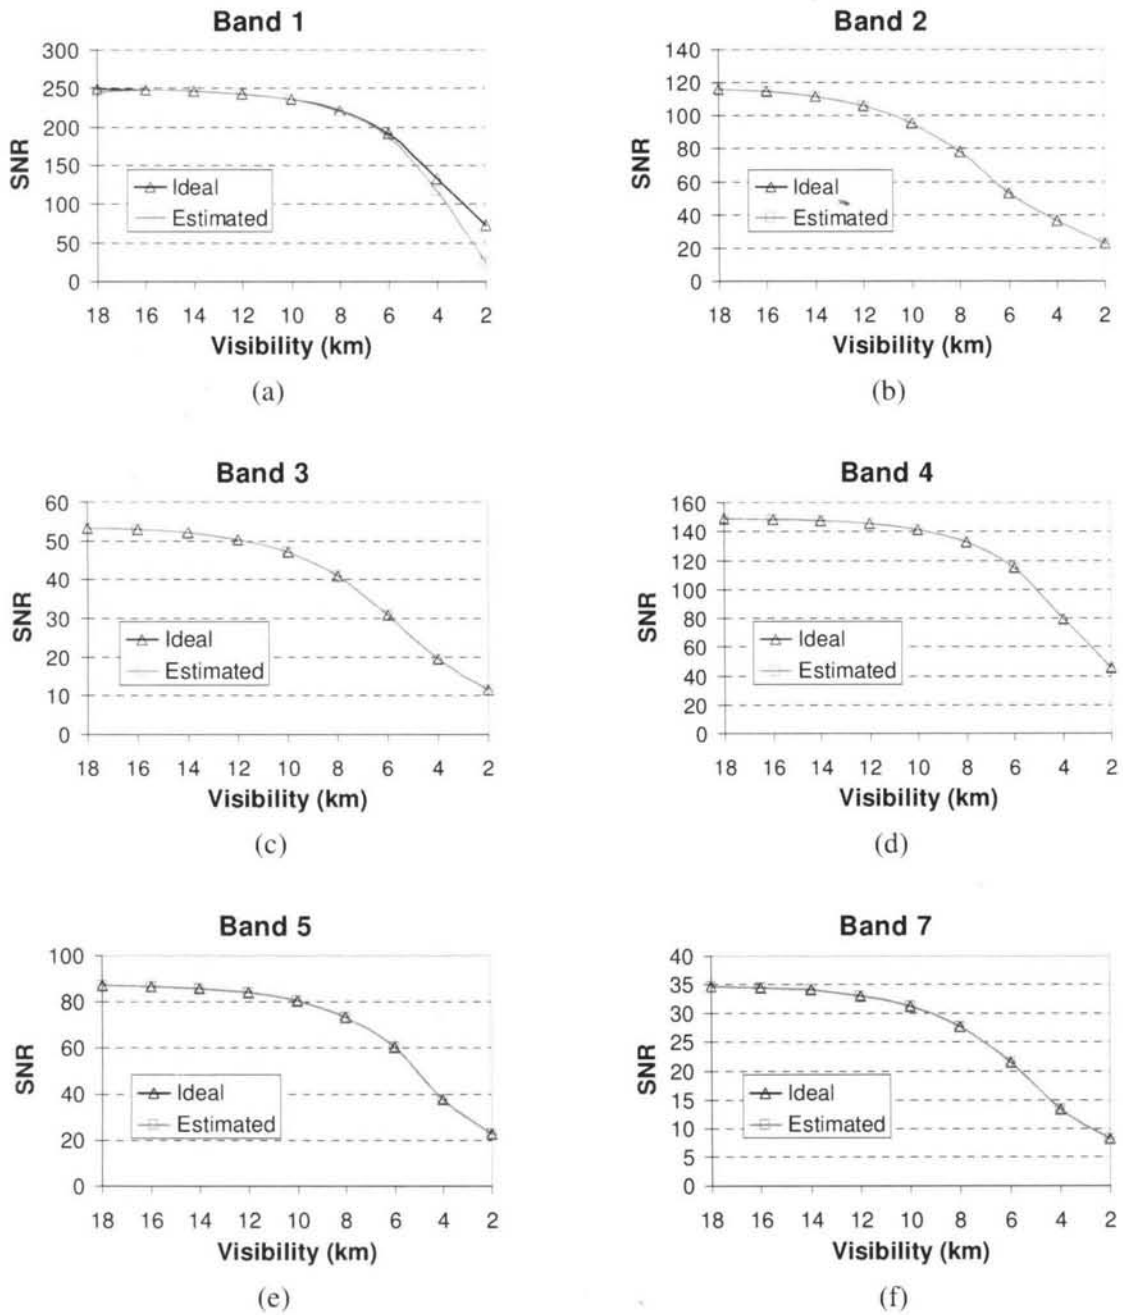 Band 1
300
250
200
150
100
50
0
SNR
Ideal
Estimated
18 16 14 12 10 8 6 4 2
Visibility (km)
(a)
Band 2
140
120
100
80
60
40
20
0
SNR
Ideal
Estimated
18 16 14 12 10 8 6 4 2
Visibility (km)
(b)
Band 3
60
50
40
30
20
10
0
SNR
Ideal
Estimated
18 16 14 12 10 8 6 4 2
Visibility (km)
(c)
Band 4
160
140
120
100
80
60
40
20
0
SNR
Ideal
Estimated
18 16 14 12 10 8 6 4 2
Visibility (km)
(d)
Band 5
100
80
60
40
20
0
SNR
Ideal
Estimated
18 16 14 12 10 8 6 4 2
Visibility (km)
(e)
Band 7
40
35
30
25
20
15
10
5
0
SNR
Ideal
Estimated
18 16 14 12 10 8 6 4 2
Visibility (km)
(f)